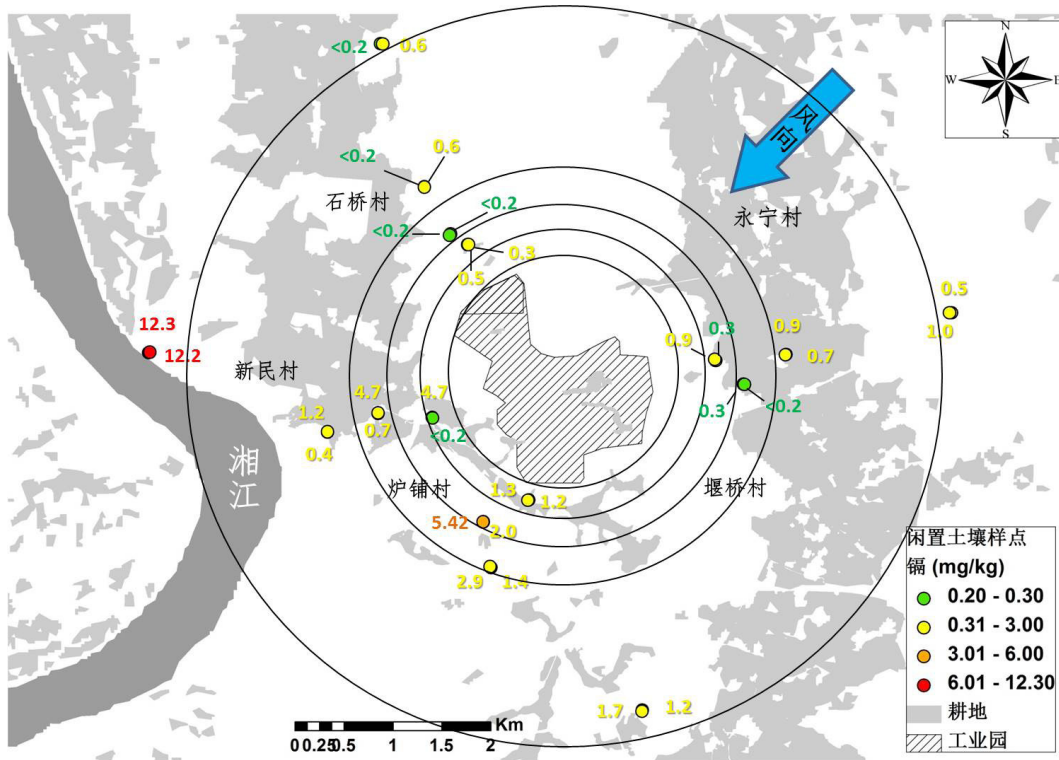 <0.2
0.6
N
W
E
S
风向
<0.2
0.6
石桥村
<0.2
<0.2
永宁村
0.3
0.5
0.5
1.0
12.3
12.2
新民村
0.9
0.3
0.9
0.7
4.7
4.7
1.2
0.7
<0.2
0.3
<0.2
0.4
湘江
炉铺村
1.3
1.2
堰桥村
5.42
2.0
2.9
1.4
1.7
1.2
Km
0 0.25 0.5 1 2
闲置土壤样点
镉 (mg/kg)
0.20 - 0.30
0.31 - 3.00
3.01 - 6.00
6.01 - 12.30
耕地
工业园